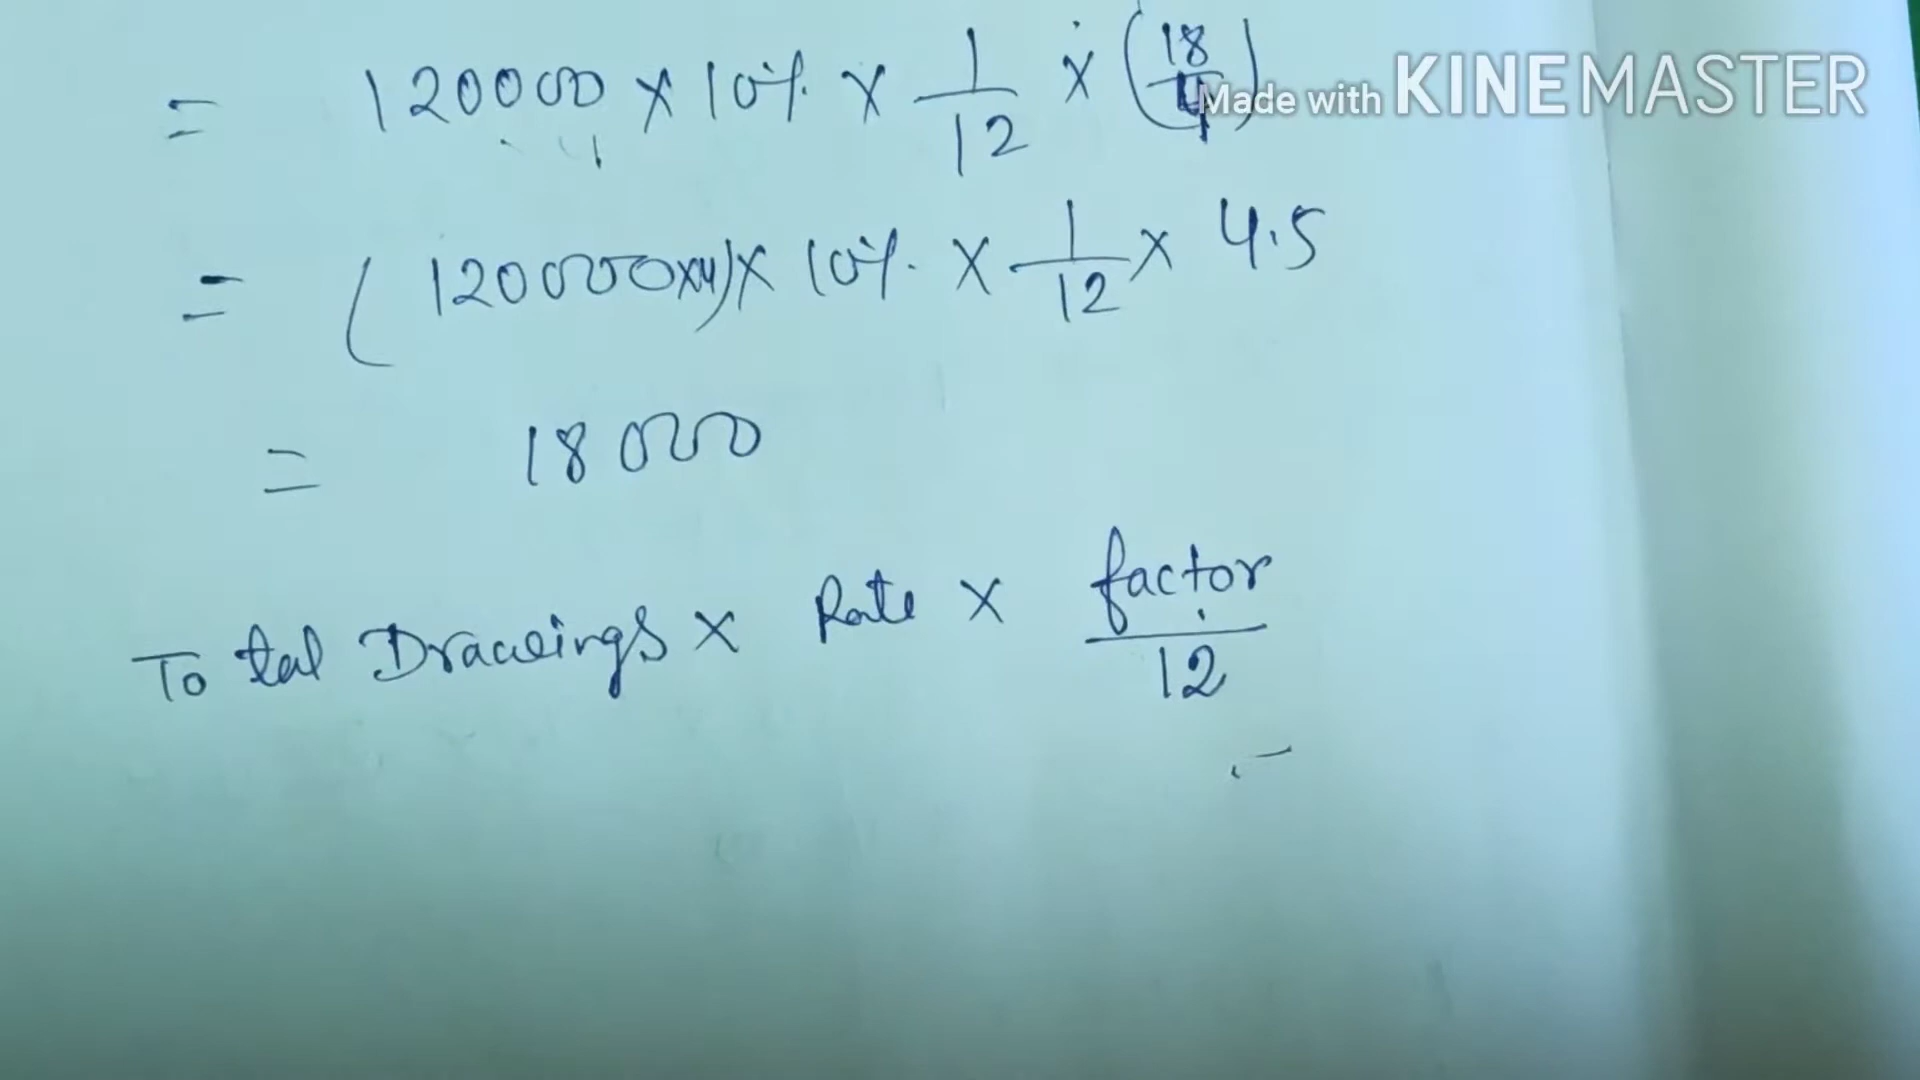 = 120000 × 10% × 1/12 × (18/4)
Made with KINEMASTER
= (120000×4) × 10% × 1/12 × 4.5
= 18000
Total Drawings × Rate × factor/12